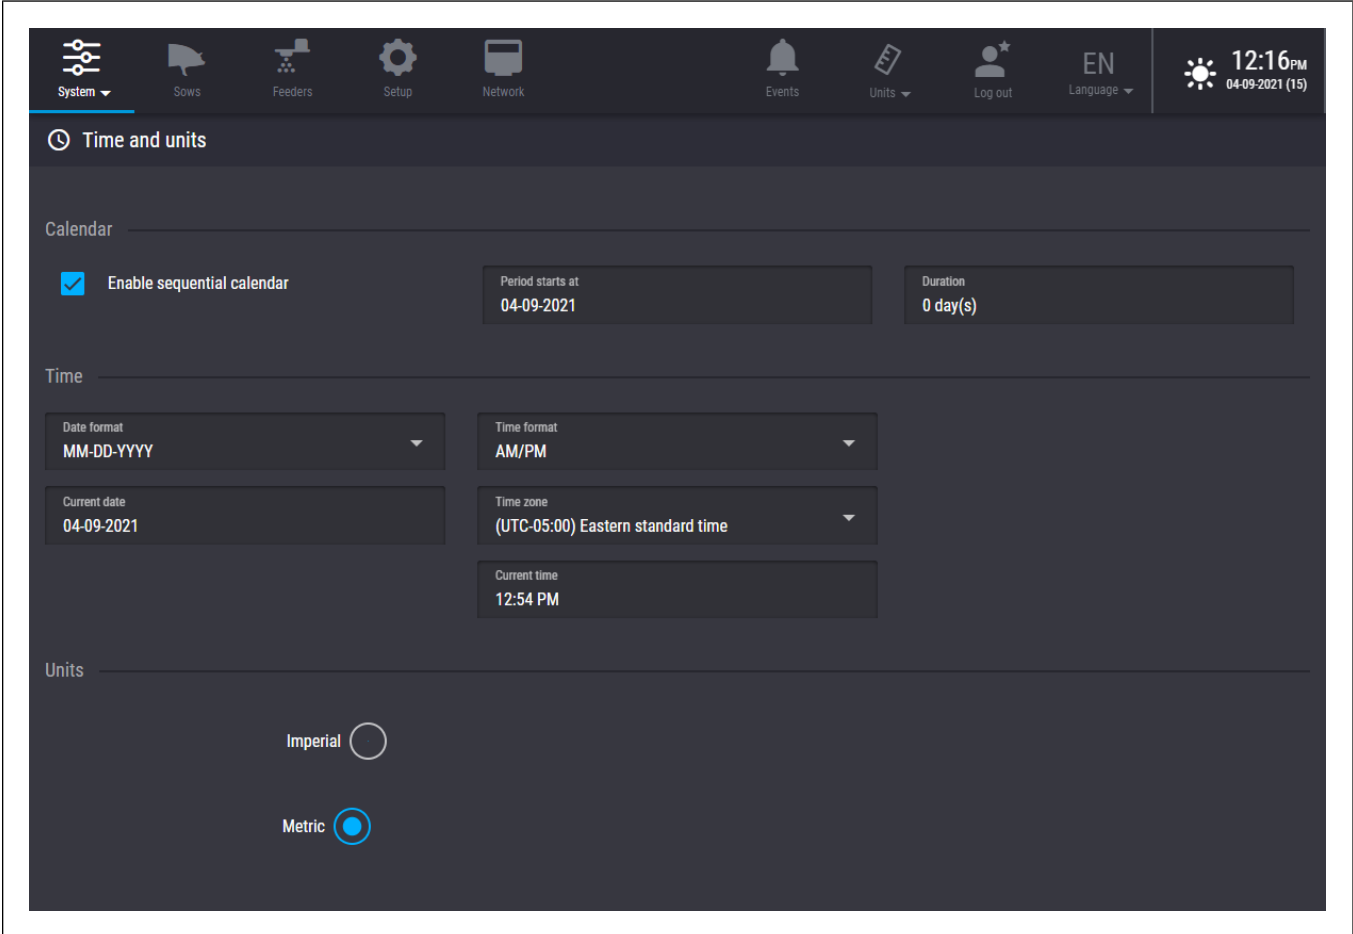 System
Sows
Feeders
Setup
Network
Events
Units
Log out
EN
Language
12:16PM
04-09-2021 (15)
Time and units
Calendar
Enable sequential calendar
Period starts at
04-09-2021
Duration
0 day(s)
Time
Date format
MM-DD-YYYY
Time format
AM/PM
Current date
04-09-2021
Time zone
(UTC-05:00) Eastern standard time
Current time
12:54 PM
Units
Imperial
Metric